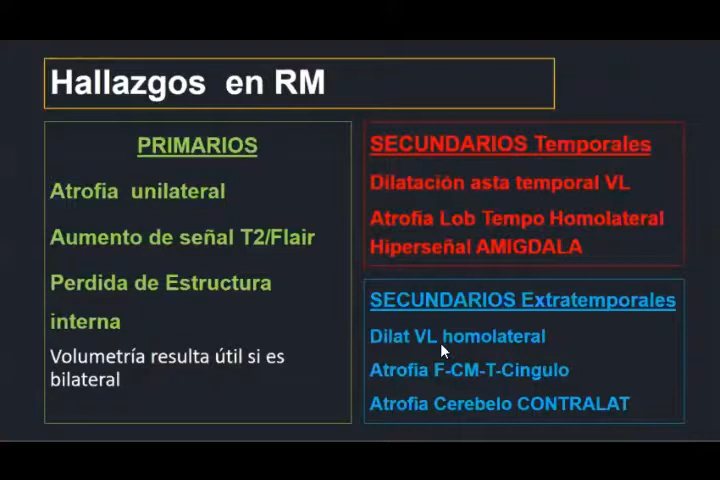 Hallazgos en RM
PRIMARIOS
Atrofia unilateral
Aumento de señal T2/Flair
Perdida de Estructura
interna
Volumetría resulta útil si es
bilateral
SECUNDARIOS Temporales
Dilatación asta temporal VL
Atrofia Lob Tempo Homolateral
Hiperseñal AMIGDALA
SECUNDARIOS Extratemporales
Dilat VL homolateral
Atrofia F-CM-T-Cingulo
Atrofia Cerebelo CONTRALAT